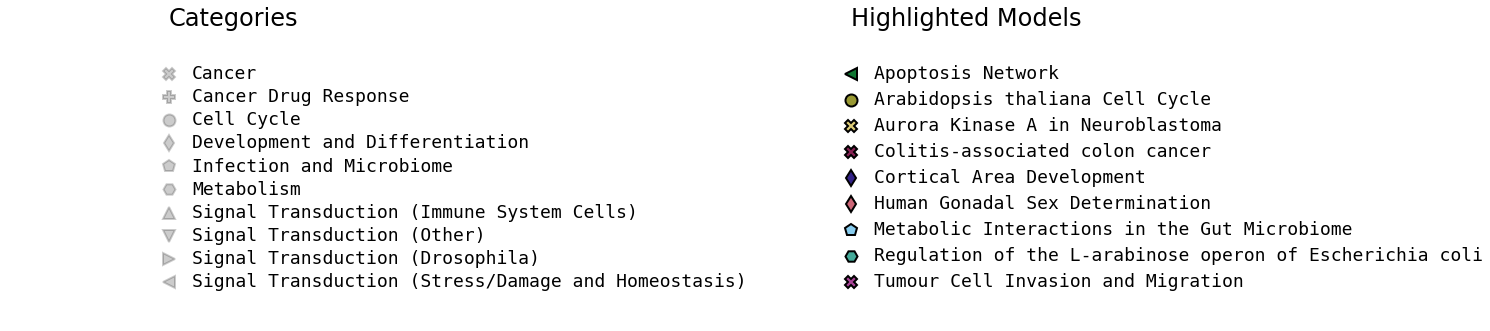 Categories
Cancer
Cancer Drug Response
Cell Cycle
Development and Differentiation
Infection and Microbiome
Metabolism
Signal Transduction (Immune System Cells)
Signal Transduction (Other)
Signal Transduction (Drosophila)
Signal Transduction (Stress/Damage and Homeostasis)
Highlighted Models
Apoptosis Network
Arabidopsis thaliana Cell Cycle
Aurora Kinase A in Neuroblastoma
Colitis-associated colon cancer
Cortical Area Development
Human Gonadal Sex Determination
Metabolic Interactions in the Gut Microbiome
Regulation of the L-arabinose operon of Escherichia coli
Tumour Cell Invasion and Migration